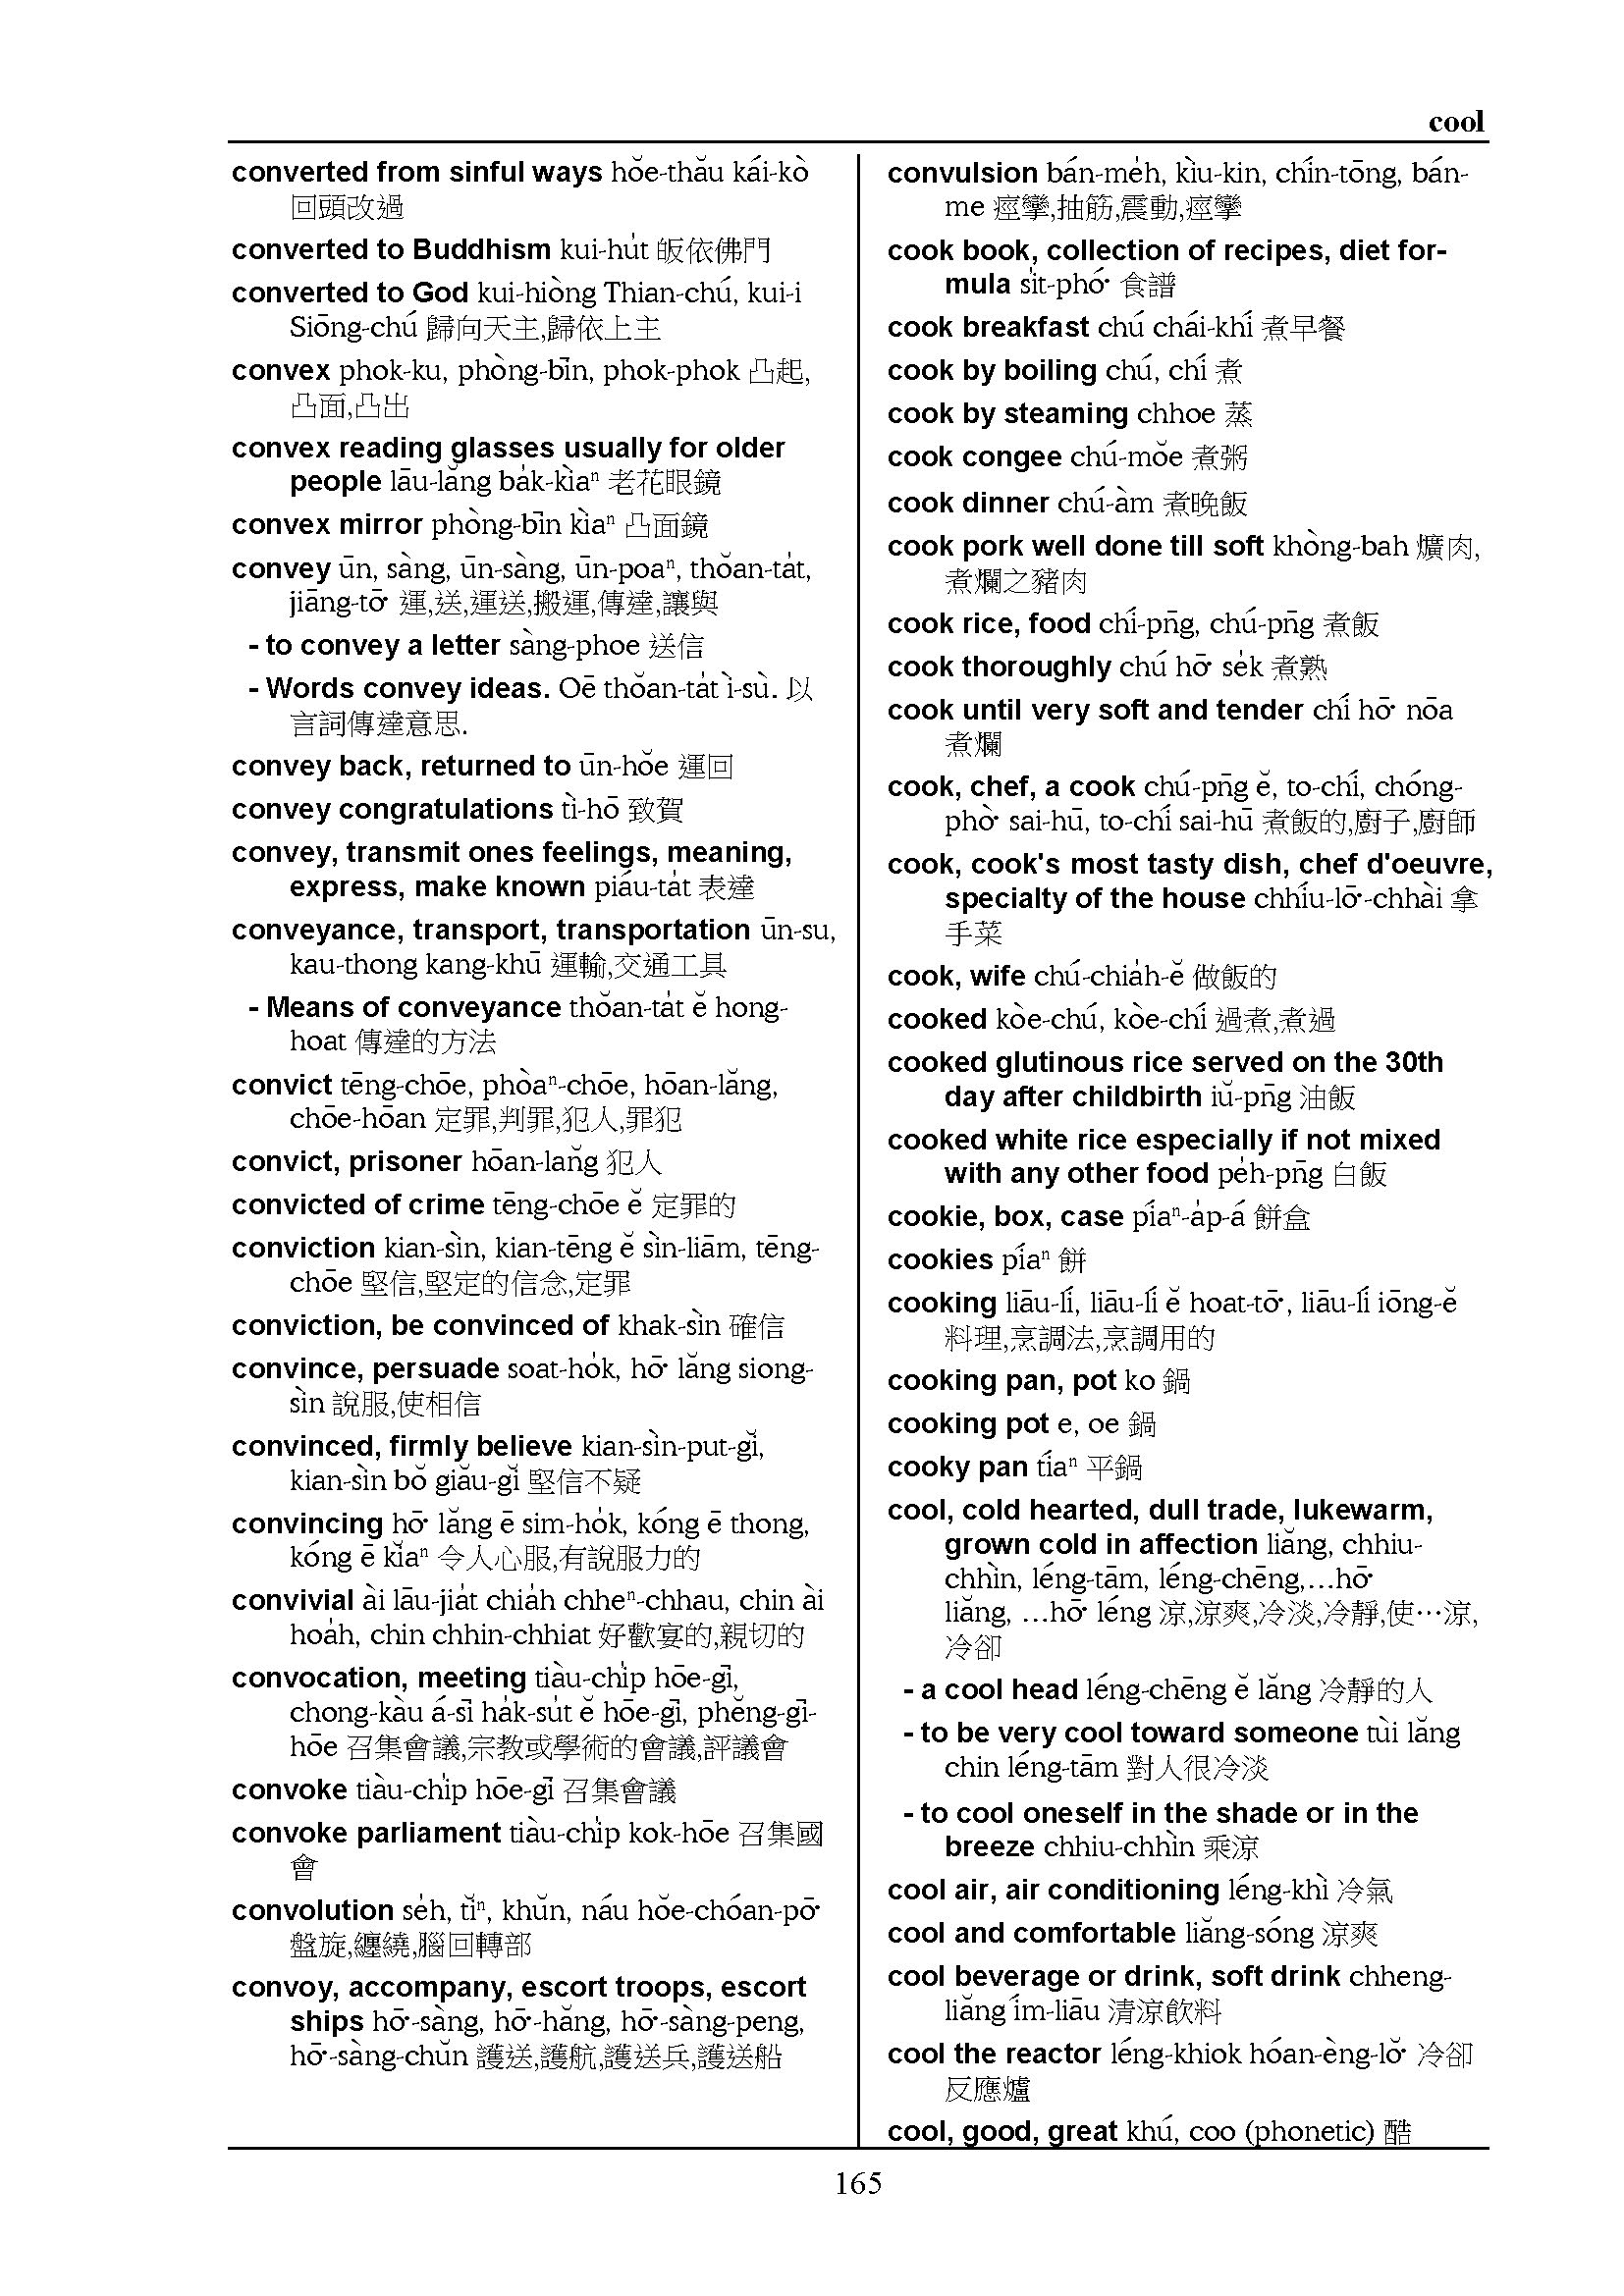 cool
converted from sinful ways hŏe-thău kái-kò
回頭改過
converted to Buddhism kui-hu̍t 皈依佛門
converted to God kui-hiòng Thian-chú, kui-i
Siōng-chú 歸向天主,歸依上主
convex phok-ku, phòng-bīn, phok-phok 凸起,
凸面,凸出
convex reading glasses usually for older
people lāu-lăng ba̍k-kìaⁿ 老花眼鏡
convex mirror phòng-bīn kìaⁿ 凸面鏡
convey ūn, sàng, ūn-sàng, ūn-poaⁿ, thŏan-ta̍t,
jiāng-tō͘ 運,送,運送,搬運,傳達,讓與
- to convey a letter sàng-phoe 送信
- Words convey ideas. Oē thŏan-ta̍t ì-sù. 以
言詞傳達意思.
convey back, returned to ūn-hŏe 運回
convey congratulations tì-hō 致賀
convey, transmit ones feelings, meaning,
express, make known piáu-ta̍t 表達
conveyance, transport, transportation ūn-su,
kau-thong kang-khū 運輸,交通工具
- Means of conveyance thŏan-ta̍t ĕ hong-
hoat 傳達的方法
convict tēng-chōe, phòaⁿ-chōe, hōan-lăng,
chōe-hōan 定罪,判罪,犯人,罪犯
convict, prisoner hōan-lan̆g 犯人
convicted of crime tēng-chōe ĕ 定罪的
conviction kian-sìn, kian-tēng ĕ sìn-liām, tēng-
chōe 堅信,堅定的信念,定罪
conviction, be convinced of khak-sìn 確信
convince, persuade soat-ho̍k, hō͘ lăng siong-
sìn 說服,使相信
convinced, firmly believe kian-sìn-put-gĭ,
kian-sìn bŏ giău-gĭ 堅信不疑
convincing hō͘ lăng ē sim-ho̍k, kóng ē thong,
kóng ē kĭaⁿ 令人心服,有說服力的
convivial ài lāu-jia̍t chia̍h chheⁿ-chhau, chin ài
hoa̍h, chin chhin-chhiat 好歡宴的,親切的
convocation, meeting tiàu-chi̍p hōe-gī,
chong-kàu á-sī ha̍k-su̍t ĕ hōe-gī, phĕng-gī-
hōe 召集會議,宗教或學術的會議,評議會
convoke tiàu-chi̍p hōe-gī 召集會議
convoke parliament tiàu-chi̍p kok-hōe 召集國
會
convolution se̍h, tĭⁿ, khŭn, náu hŏe-chóan-pō͘
盤旋,纏繞,腦回轉部
convoy, accompany, escort troops, escort
ships hō͘-sàng, hō͘-hăng, hō͘-sàng-peng,
hō͘-sàng-chŭn 護送,護航,護送兵,護送船
convulsion bán-me̍h, kìu-kin, chín-tōng, bán-
me 痙攣,抽筋,震動,痙攣
cook book, collection of recipes, diet for-
mula si̍t-phó͘ 食譜
cook breakfast chú chái-khí 煮早餐
cook by boiling chú, chí 煮
cook by steaming chhoe 蒸
cook congee chú-mŏe 煮粥
cook dinner chú-àm 煮晚飯
cook pork well done till soft khòng-bah 爌肉,
煮爛之豬肉
cook rice, food chí-pn̄g, chú-pn̄g 煮飯
cook thoroughly chú hō͘ se̍k 煮熟
cook until very soft and tender chí hō͘ nōa
煮爛
cook, chef, a cook chú-pn̄g ĕ, to-chí, chóng-
phò͘ sai-hū, to-chí sai-hū 煮飯的,廚子,廚師
cook, cook's most tasty dish, chef d'oeuvre,
specialty of the house chhíu-lō͘-chhài 拿
手菜
cook, wife chú-chia̍h-ĕ 做飯的
cooked kòe-chú, kòe-chí 過煮,煮過
cooked glutinous rice served on the 30th
day after childbirth iŭ-pn̄g 油飯
cooked white rice especially if not mixed
with any other food pe̍h-pn̄g 白飯
cookie, box, case píaⁿ-a̍p-á 餅盒
cookies píaⁿ 餅
cooking liāu-lí, liāu-lí ĕ hoat-tō͘, liāu-lí iōng-ĕ
料理,烹調法,烹調用的
cooking pan, pot ko 鍋
cooking pot e, oe 鍋
cooky pan tíaⁿ 平鍋
cool, cold hearted, dull trade, lukewarm,
grown cold in affection liăng, chhiu-
chhìn, léng-tām, léng-chēng,…hō͘
liăng, …hō͘ léng 涼,涼爽,冷淡,冷靜,使⋯涼,
冷卻
- a cool head léng-chēng ĕ lăng 冷靜的人
- to be very cool toward someone tùi lăng
chin léng-tām 對人很冷淡
- to cool oneself in the shade or in the
breeze chhiu-chhìn 乘涼
cool air, air conditioning léng-khì 冷氣
cool and comfortable liăng-sóng 涼爽
cool beverage or drink, soft drink chheng-
liăng ím-liāu 清涼飲料
cool the reactor léng-khiok hóan-èng-lŏ͘ 冷卻
反應爐
cool, good, great khú, coo (phonetic) 酷
165